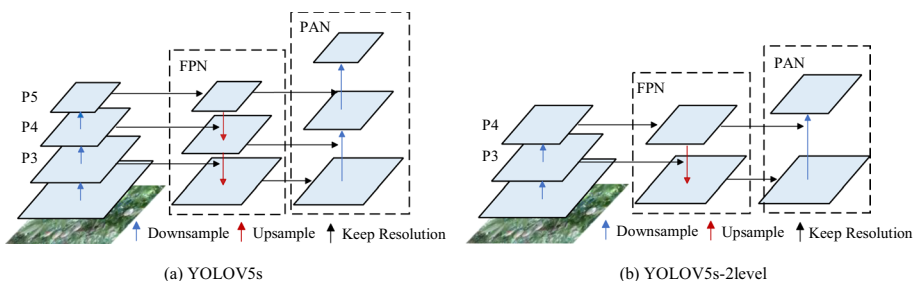 PAN
FPN
P5
P4
P3
Downsample Upsample Keep Resolution
(a) YOLOV5s
PAN
FPN
P4
P3
Downsample Upsample Keep Resolution
(b) YOLOV5s-2level